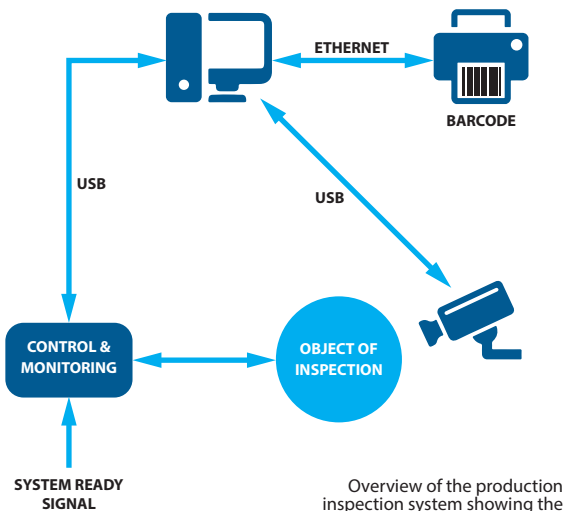 ETHERNET
BARCODE
USB
USB
CONTROL &
MONITORING
OBJECT OF
INSPECTION
SYSTEM READY
SIGNAL
Overview of the production
inspection system showing the